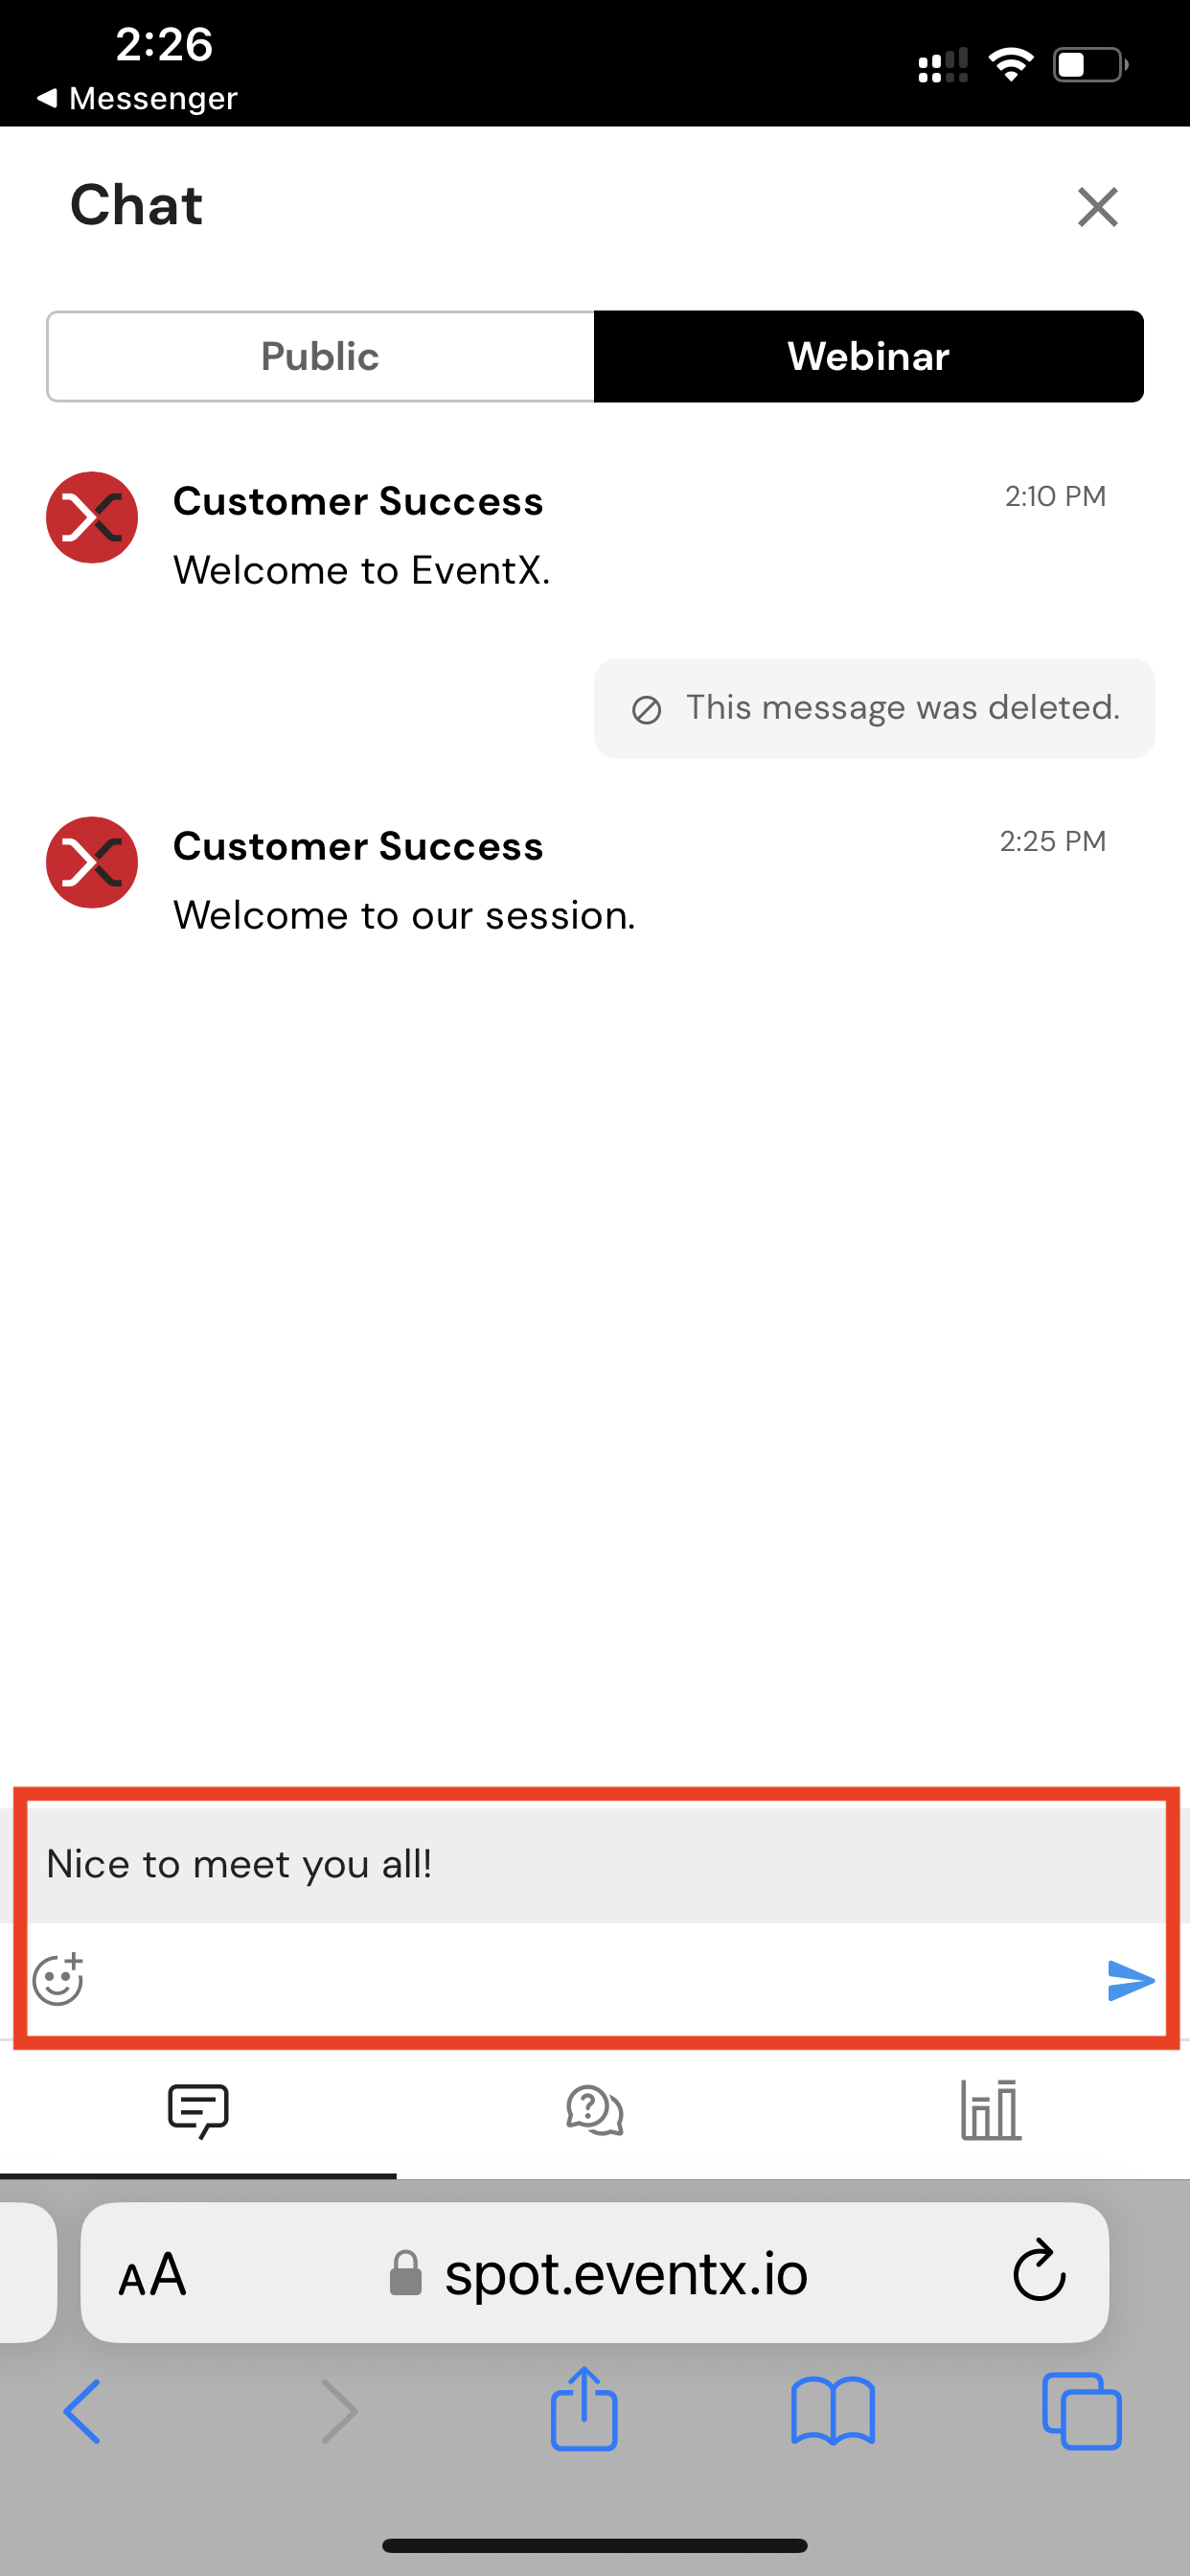 2:26
Messenger
Chat
Public
Webinar
Customer Success
2:10 PM
Welcome to EventX.
This message was deleted.
Customer Success
2:25 PM
Welcome to our session.
Nice to meet you all!
AA
spot.eventx.io